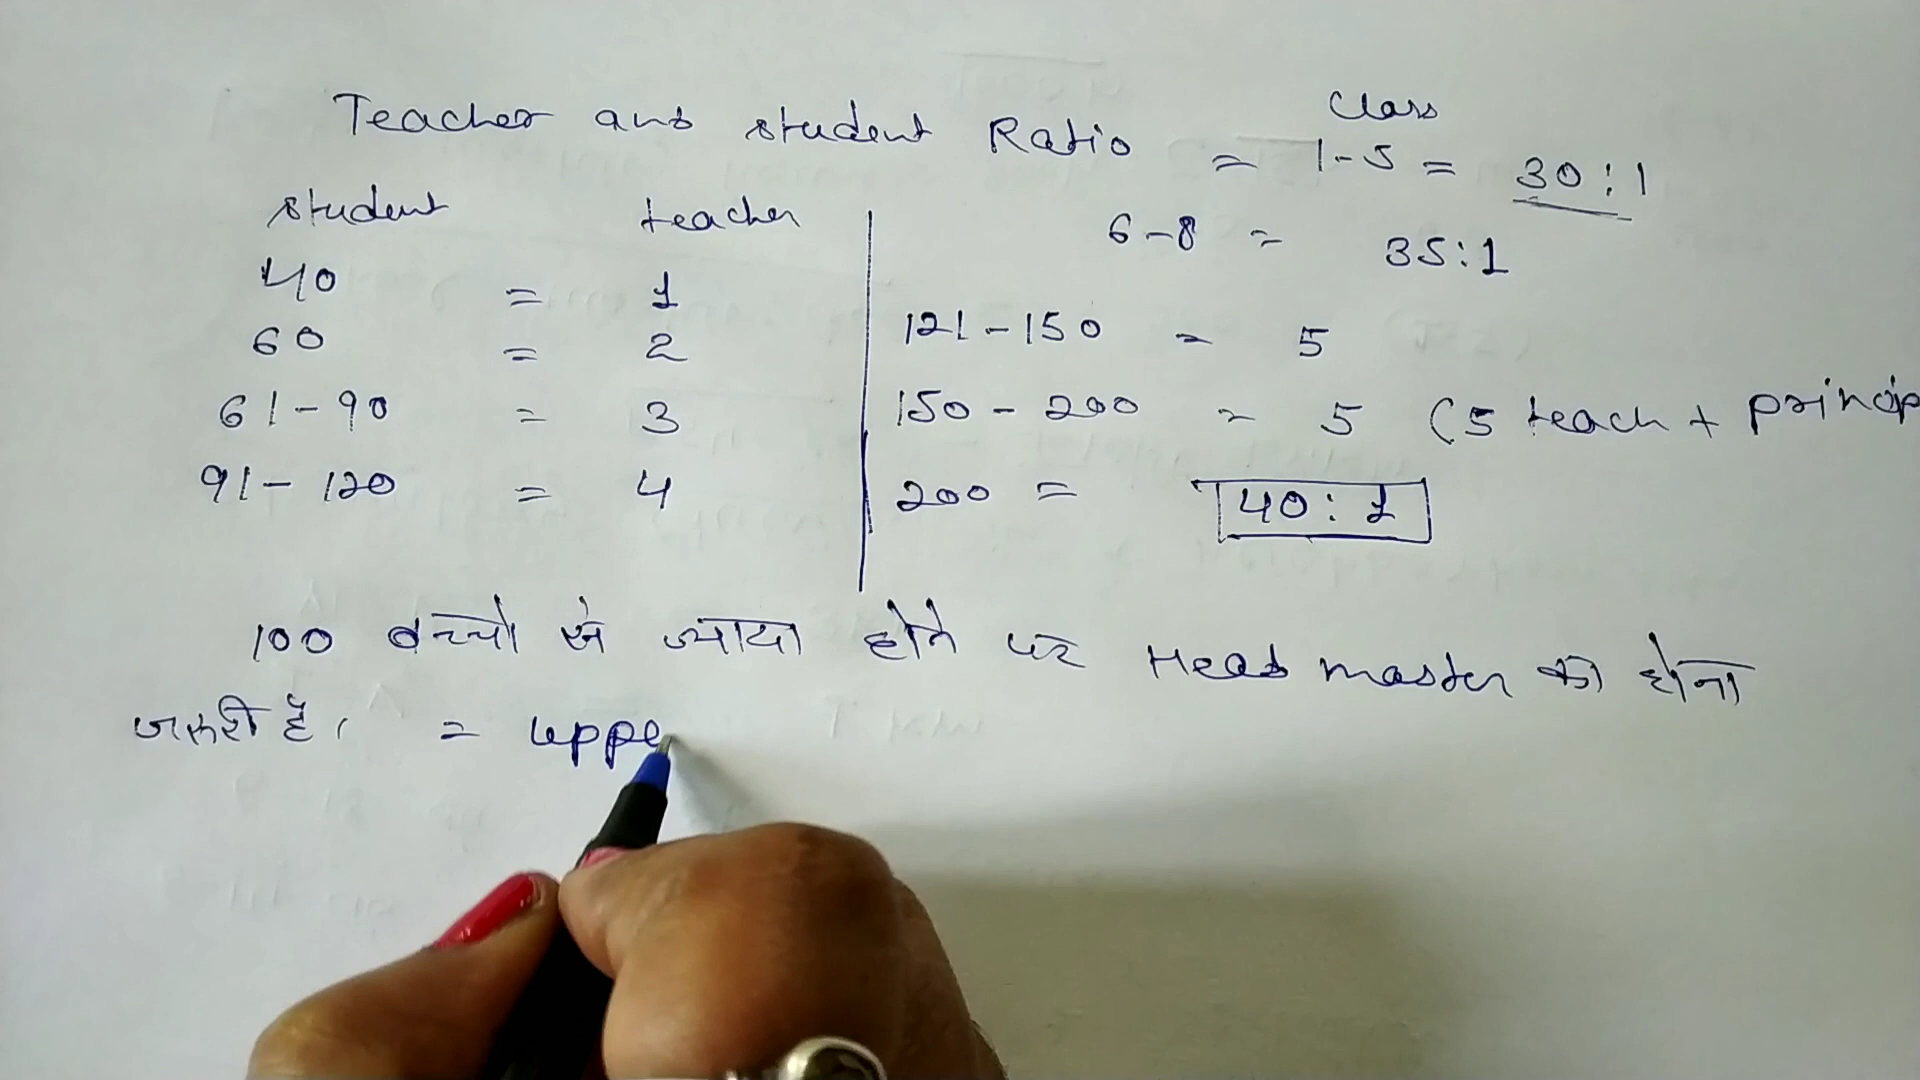 Teacher and student Ratio = Class 1-5 = 30:1
6-8 = 35:1
student teacher
40 = 1
60 = 2
61-90 = 3
91-120 = 4
121-150 = 5
150-200 = 5 (5 teach + princip
200 = 40:1
100 बच्चो से ज्यादा होने पर Head master का होना
जरूरी है। = uppe